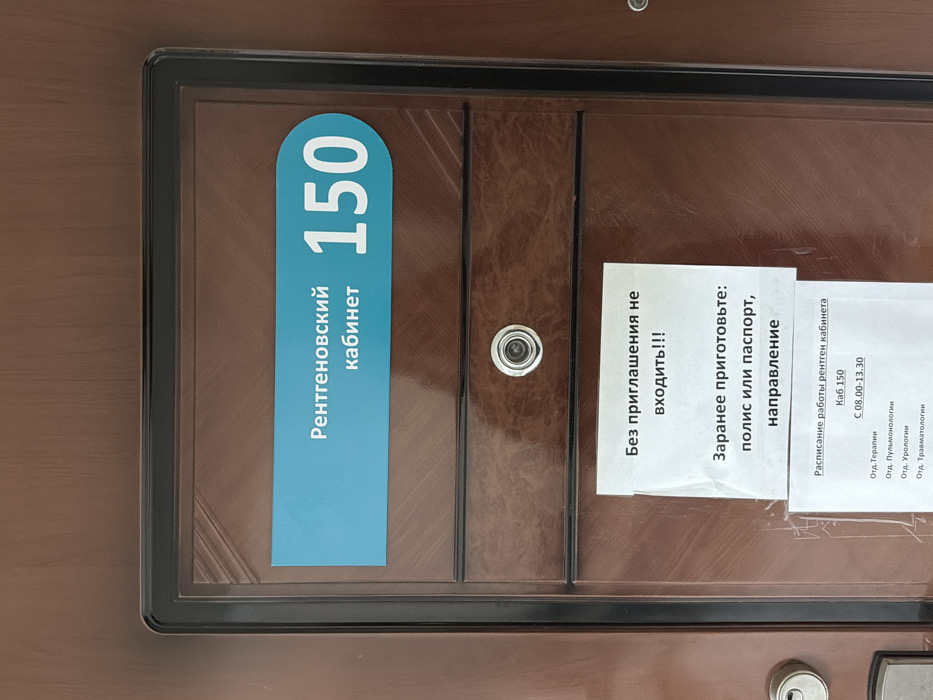 Рентгеновский
кабинет
150
Без приглашения не
входить!!!
Заранее приготовьте:
полис или паспорт,
направление
Расписание работы рентген кабинета
Каб 150
С 08.00-13.30
Отд.Терапии
Отд. Пульмонологии
Отд. Урологии
Отд. Травматологии